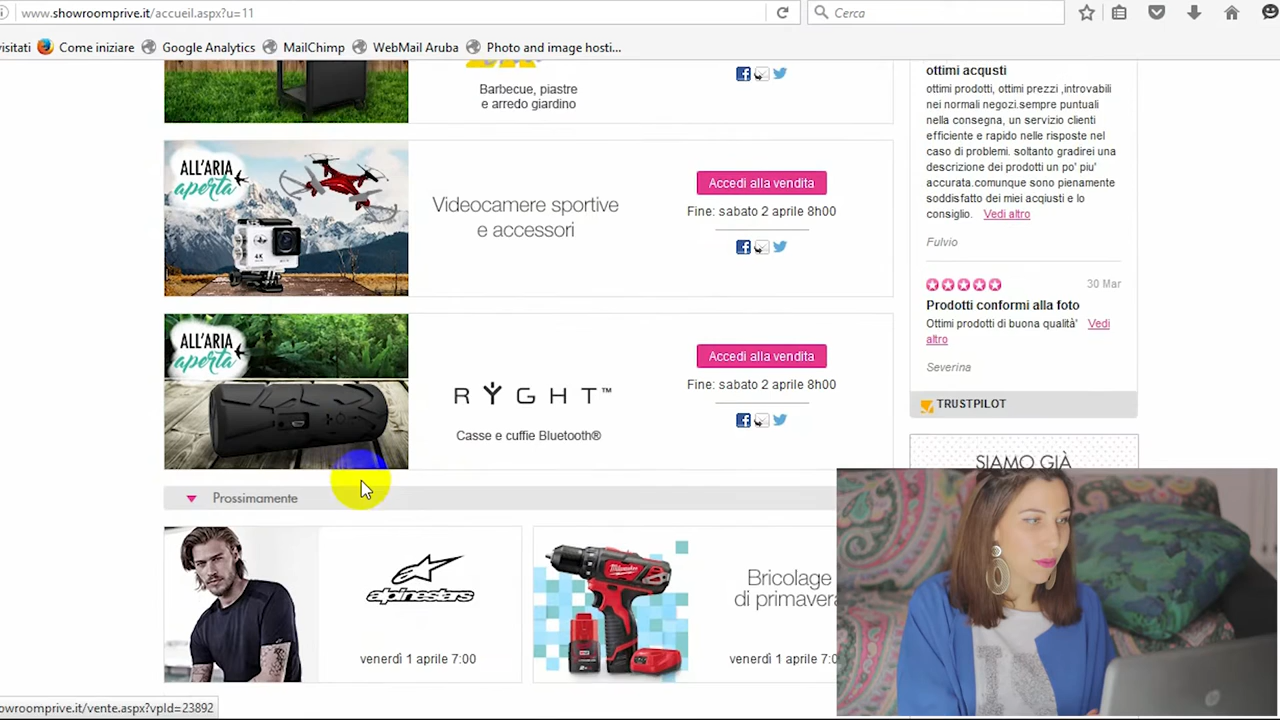 www.showroomprive.it/accueil.aspx?u=11
Cerca
isitati
Come iniziare
Google Analytics
MailChimp
WebMail Aruba
Photo and image hosti...
Barbecue, piastre
e arredo giardino
ALL'ARIA
aperta
4K
Videocamere sportive
e accessori
Accedi alla vendita
Fine: sabato 2 aprile 8h00
ALL'ARIA
aperta
RYGHT™
Casse e cuffie Bluetooth®
Accedi alla vendita
Fine: sabato 2 aprile 8h00
Prossimamente
alpinestars
venerdì 1 aprile 7:00
Milwaukee
Bricolage
di primavera
venerdì 1 aprile 7:0
ottimi acqusti
ottimi prodotti, ottimi prezzi ,introvabili
nei normali negozi.sempre puntuali
nella consegna, un servizio clienti
efficiente e rapido nelle risposte nel
caso di problemi. soltanto gradirei una
descrizione dei prodotti un po' piu'
accurata.comunque sono pienamente
soddisfatto dei miei acqjusti e lo
consiglio. Vedi altro
Fulvio
30 Mar
Prodotti conformi alla foto
Ottimi prodotti di buona qualità' Vedi
altro
Severina
TRUSTPILOT
SIAMO GIÀ
owroomprive.it/vente.aspx?vpId=23892